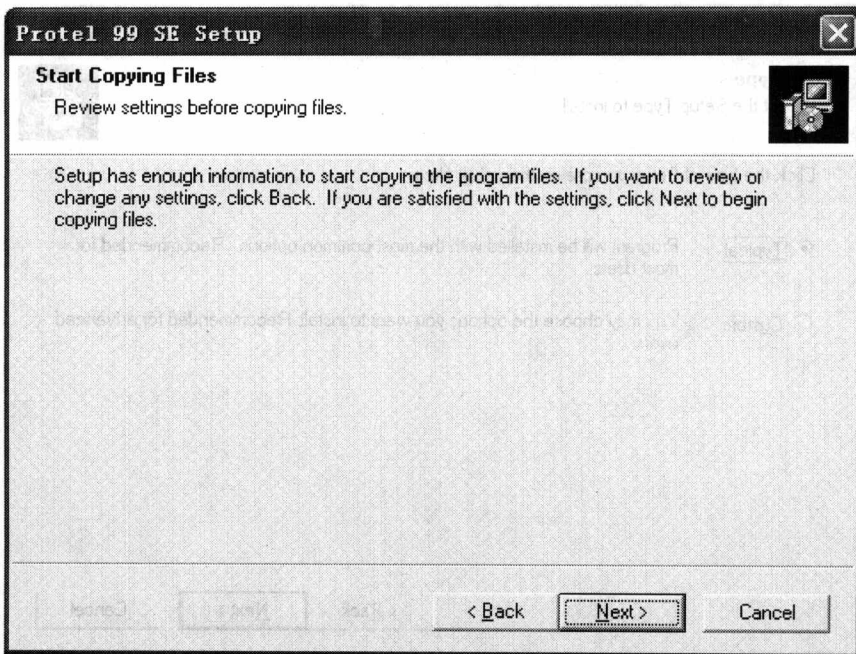 Protel 99 SE Setup
Start Copying Files
Review settings before copying files.
Setup has enough information to start copying the program files. If you want to review or
change any settings, click Back. If you are satisfied with the settings, click Next to begin
copying files.
< Back
Next >
Cancel